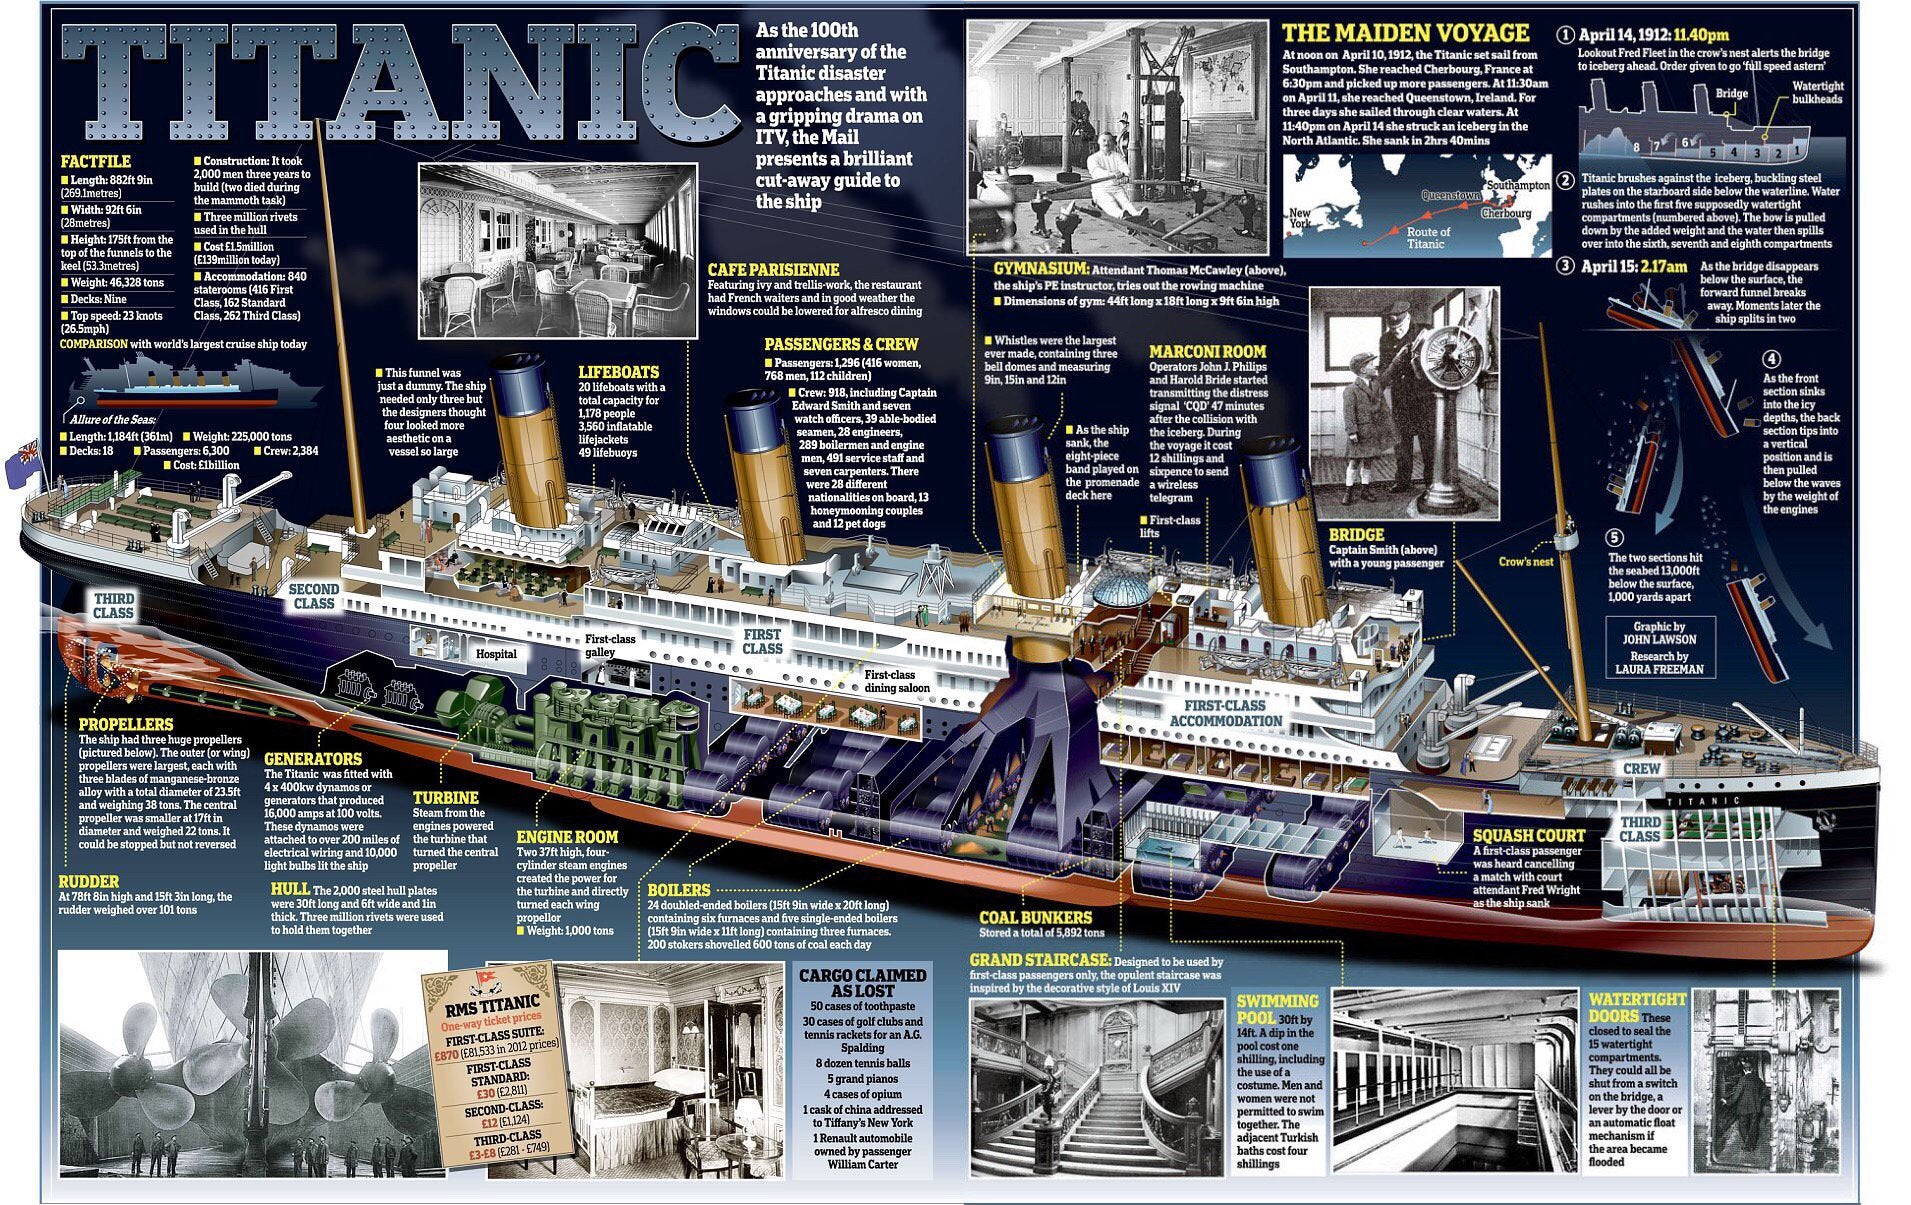 TITANIC
As the 100th
anniversary of the
Titanic disaster
approaches and with
a gripping drama on
ITV, the Mail
presents a brilliant
cut-away guide to
the ship
FACTFILE
Length: 882ft 9in
(269.1metres)
Width: 92ft 6in
(28metres)
Height: 175ft from the
top of the funnels to the
keel (53.3metres)
Weight: 46,328 tons
Decks: Nine
Top speed: 23 knots
(26.5mph)
Construction: It took
2,000 men three years to
build (two died during
the mammoth task)
Three million rivets
used in the hull
Cost £1.5million
(£139million today)
Accommodation: 840
staterooms (416 First
Class, 162 Standard
Class, 262 Third Class)
COMPARISON with world's largest cruise ship today
Allure of the Seas:
Length: 1,184ft (361m) Weight: 225,000 tons
Decks: 18 Passengers: 6,300 Crew: 2,384
Cost: £1billion
CAFE PARISIENNE
Featuring ivy and trellis-work, the restaurant
had French waiters and in good weather the
windows could be lowered for alfresco dining
This funnel was
just a dummy. The ship
needed only three but
the designers thought
four looked more
aesthetic on a
vessel so large
LIFEBOATS
20 lifeboats with a
total capacity for
1,178 people
3,560 inflatable
lifejackets
49 lifebuoys
PASSENGERS & CREW
Passengers: 1,296 (416 women,
768 men, 112 children)
Crew: 918, including Captain
Edward Smith and seven
watch officers, 39 able-bodied
seamen, 28 engineers,
289 boilermen and engine
men, 491 service staff and
seven carpenters. There
were 28 different
nationalities on board, 13
honeymooning couples
and 12 pet dogs
GYMNASIUM: Attendant Thomas McCawley (above),
the ship's PE instructor, tries out the rowing machine
Dimensions of gym: 44ft long x 18ft long x 9ft 6in high
Whistles were the largest
ever made, containing three
bell domes and measuring
9in, 15in and 12in
As the ship
sank, the
eight-piece
band played on
the promenade
deck here
MARCONI ROOM
Operators John J. Philips
and Harold Bride started
transmitting the distress
signal 'CQD' 47 minutes
after the collision with
the iceberg. During
the voyage it cost
12 shillings and
sixpence to send
a wireless
telegram
First-class
lifts
THE MAIDEN VOYAGE
At noon on April 10, 1912, the Titanic set sail from
Southampton. She reached Cherbourg, France at
6:30pm and picked up more passengers. At 11:30am
on April 11, she reached Queenstown, Ireland. For
three days she sailed through clear waters. At
11:40pm on April 14 she struck an iceberg in the
North Atlantic. She sank in 2hrs 40mins
Queenstown
Southampton
Cherbourg
New
York
Route of
Titanic
BRIDGE
Captain Smith (above)
with a young passenger
Crow's nest
1 April 14, 1912: 11.40pm
Lookout Fred Fleet in the crow's nest alerts the bridge
to iceberg ahead. Order given to go 'full speed astern'
Bridge
Watertight
bulkheads
8 7 6 5 4 3 2 1
2 Titanic brushes against the iceberg, buckling steel
plates on the starboard side below the waterline. Water
rushes into the first five supposedly watertight
compartments (numbered above). The bow is pulled
down by the added weight and the water then spills
over into the sixth, seventh and eighth compartments
3 April 15: 2.17am
As the bridge disappears
below the surface, the
forward funnel breaks
away. Moments later the
ship splits in two
4
As the front
section sinks
into the icy
depths, the back
section tips into
a vertical
position and is
then pulled
below the waves
by the weight of
the engines
5
The two sections hit
the seabed 13,000ft
below the surface,
1,000 yards apart
Graphic by
JOHN LAWSON
Research by
LAURA FREEMAN
THIRD
CLASS
SECOND
CLASS
Hospital
First-class
galley
FIRST
CLASS
First-class
dining saloon
FIRST-CLASS
ACCOMMODATION
CREW
TITANIC
THIRD
CLASS
PROPELLERS
The ship had three huge propellers
(pictured below). The outer (or wing)
propellers were largest, each with
three blades of manganese-bronze
alloy with a total diameter of 23.5ft
and weighing 38 tons. The central
propeller was smaller at 17ft in
diameter and weighed 22 tons. It
could be stopped but not reversed
RUDDER
At 78ft 8in high and 15ft 3in long, the
rudder weighed over 101 tons
GENERATORS
The Titanic was fitted with
4 x 400kw dynamos or
generators that produced
16,000 amps at 100 volts.
These dynamos were
attached to over 200 miles of
electrical wiring and 10,000
light bulbs lit the ship
HULL The 2,000 steel hull plates
were 30ft long and 6ft wide and 1in
thick. Three million rivets were used
to hold them together
TURBINE
Steam from the
engines powered
the turbine that
turned the central
propeller
ENGINE ROOM
Two 37ft high, four-
cylinder steam engines
created the power for
the turbine and directly
turned each wing
propellor
Weight: 1,000 tons
BOILERS
24 doubled-ended boilers (15ft 9in wide x 20ft long)
containing six furnaces and five single-ended boilers
(15ft 9in wide x 11ft long) containing three furnaces.
200 stokers shovelled 600 tons of coal each day
COAL BUNKERS
Stored a total of 5,892 tons
SQUASH COURT
A first-class passenger
was heard cancelling
a match with court
attendant Fred Wright
as the ship sank
RMS TITANIC
One-way ticket prices
FIRST-CLASS SUITE:
£870 (£81,533 in 2012 prices)
FIRST-CLASS
STANDARD:
£30 (£2,811)
SECOND-CLASS:
£12 (£1,124)
THIRD-CLASS
£3-£8 (£281 - £749)
CARGO CLAIMED
AS LOST
50 cases of toothpaste
30 cases of golf clubs and
tennis rackets for an A.G.
Spalding
8 dozen tennis balls
5 grand pianos
4 cases of opium
1 cask of china addressed
to Tiffany's New York
1 Renault automobile
owned by passenger
William Carter
GRAND STAIRCASE: Designed to be used by
first-class passengers only, the opulent staircase was
inspired by the decorative style of Louis XIV
SWIMMING
POOL 30ft by
14ft. A dip in the
pool cost one
shilling, including
the use of a
costume. Men and
women were not
permitted to swim
together. The
adjacent Turkish
baths cost four
shillings
WATERTIGHT
DOORS These
closed to seal the
15 watertight
compartments.
They could all be
shut from a switch
on the bridge, a
lever by the door or
an automatic float
mechanism if
the area became
flooded